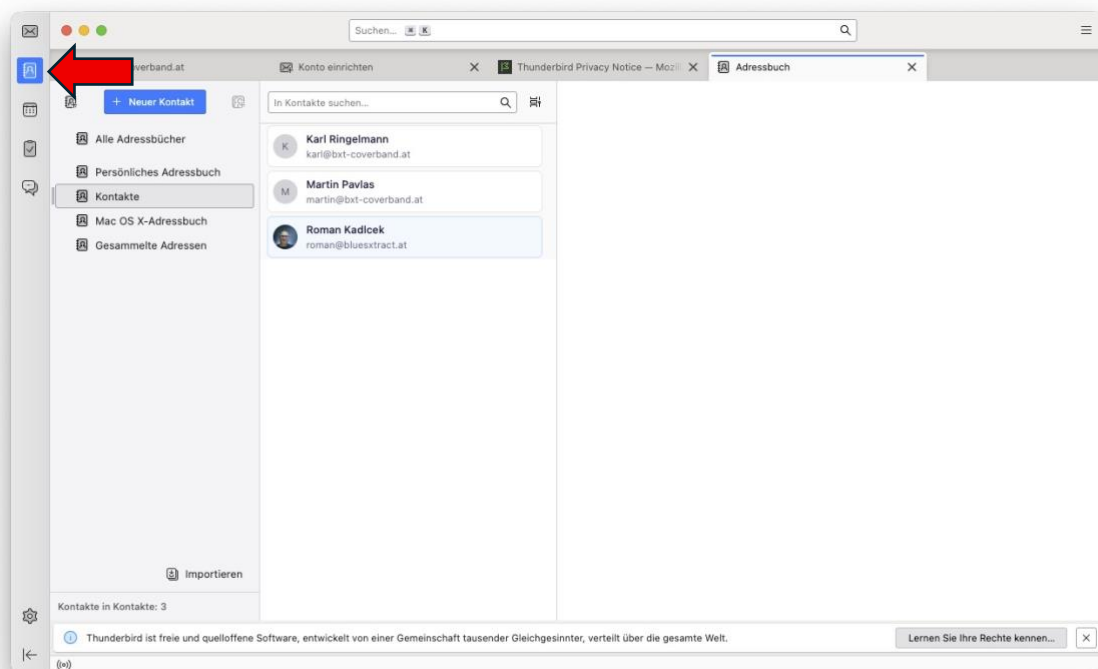 Suchen... ⌘ K
overband.at
Konto einrichten
Thunderbird Privacy Notice — Mozil
Adressbuch
+ Neuer Kontakt
In Kontakte suchen...
Alle Adressbücher
Persönliches Adressbuch
Kontakte
Mac OS X-Adressbuch
Gesammelte Adressen
K
Karl Ringelmann
karl@bxt-coverband.at
M
Martin Pavlas
martin@bxt-coverband.at
Roman Kadlcek
roman@bluesxtract.at
Importieren
Kontakte in Kontakte: 3
Thunderbird ist freie und quelloffene Software, entwickelt von einer Gemeinschaft tausender Gleichgesinnter, verteilt über die gesamte Welt.
Lernen Sie Ihre Rechte kennen...